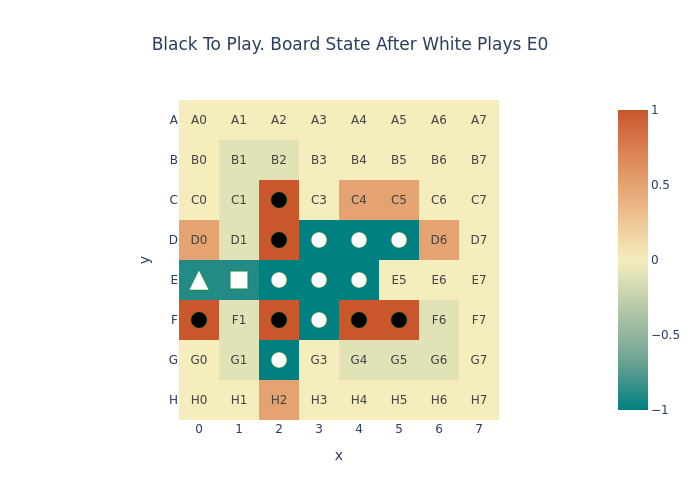 Black To Play. Board State After White Plays E0
A A0 A1 A2 A3 A4 A5 A6 A7
B B0 B1 B2 B3 B4 B5 B6 B7
C C0 C1 C3 C4 C5 C6 C7
D D0 D1 D6 D7
E E5 E6 E7
F F1 F6 F7
G G0 G1 G3 G4 G5 G6 G7
H H0 H1 H2 H3 H4 H5 H6 H7
0 1 2 3 4 5 6 7
x
y
1
0.5
0
−0.5
−1